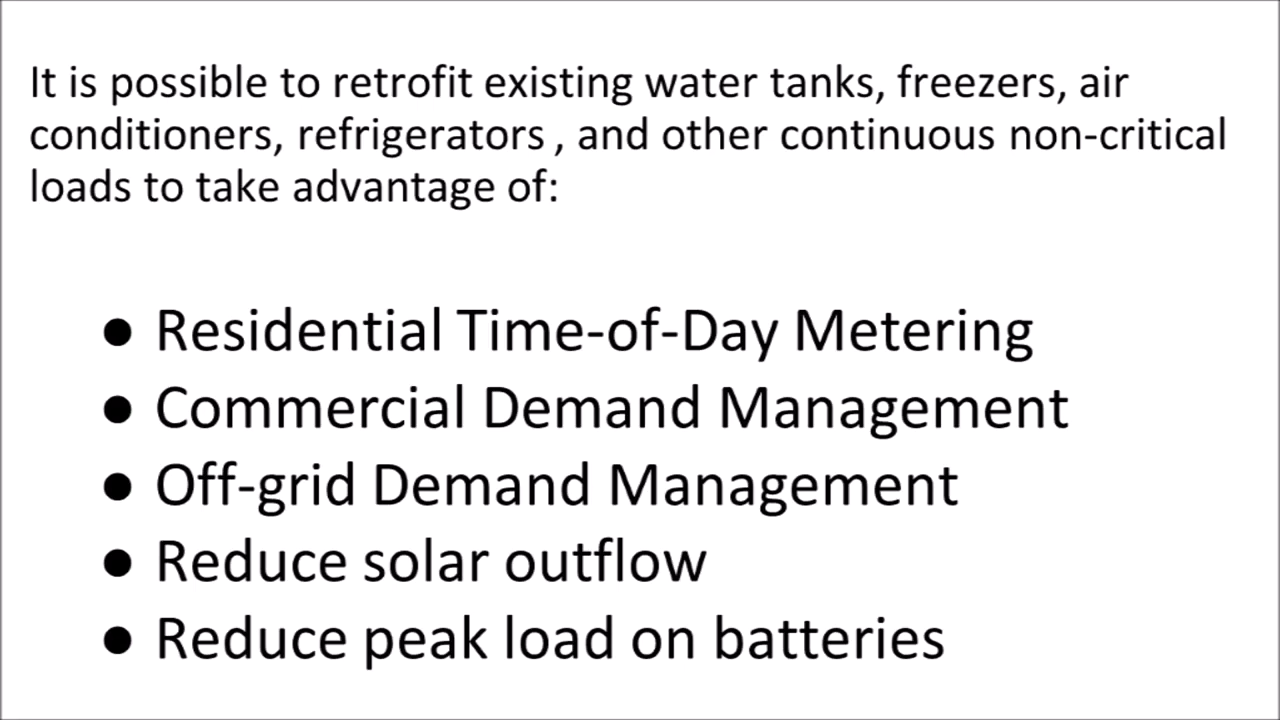 It is possible to retrofit existing water tanks, freezers, air
conditioners, refrigerators , and other continuous non-critical
loads to take advantage of:
● Residential Time-of-Day Metering
● Commercial Demand Management
● Off-grid Demand Management
● Reduce solar outflow
● Reduce peak load on batteries